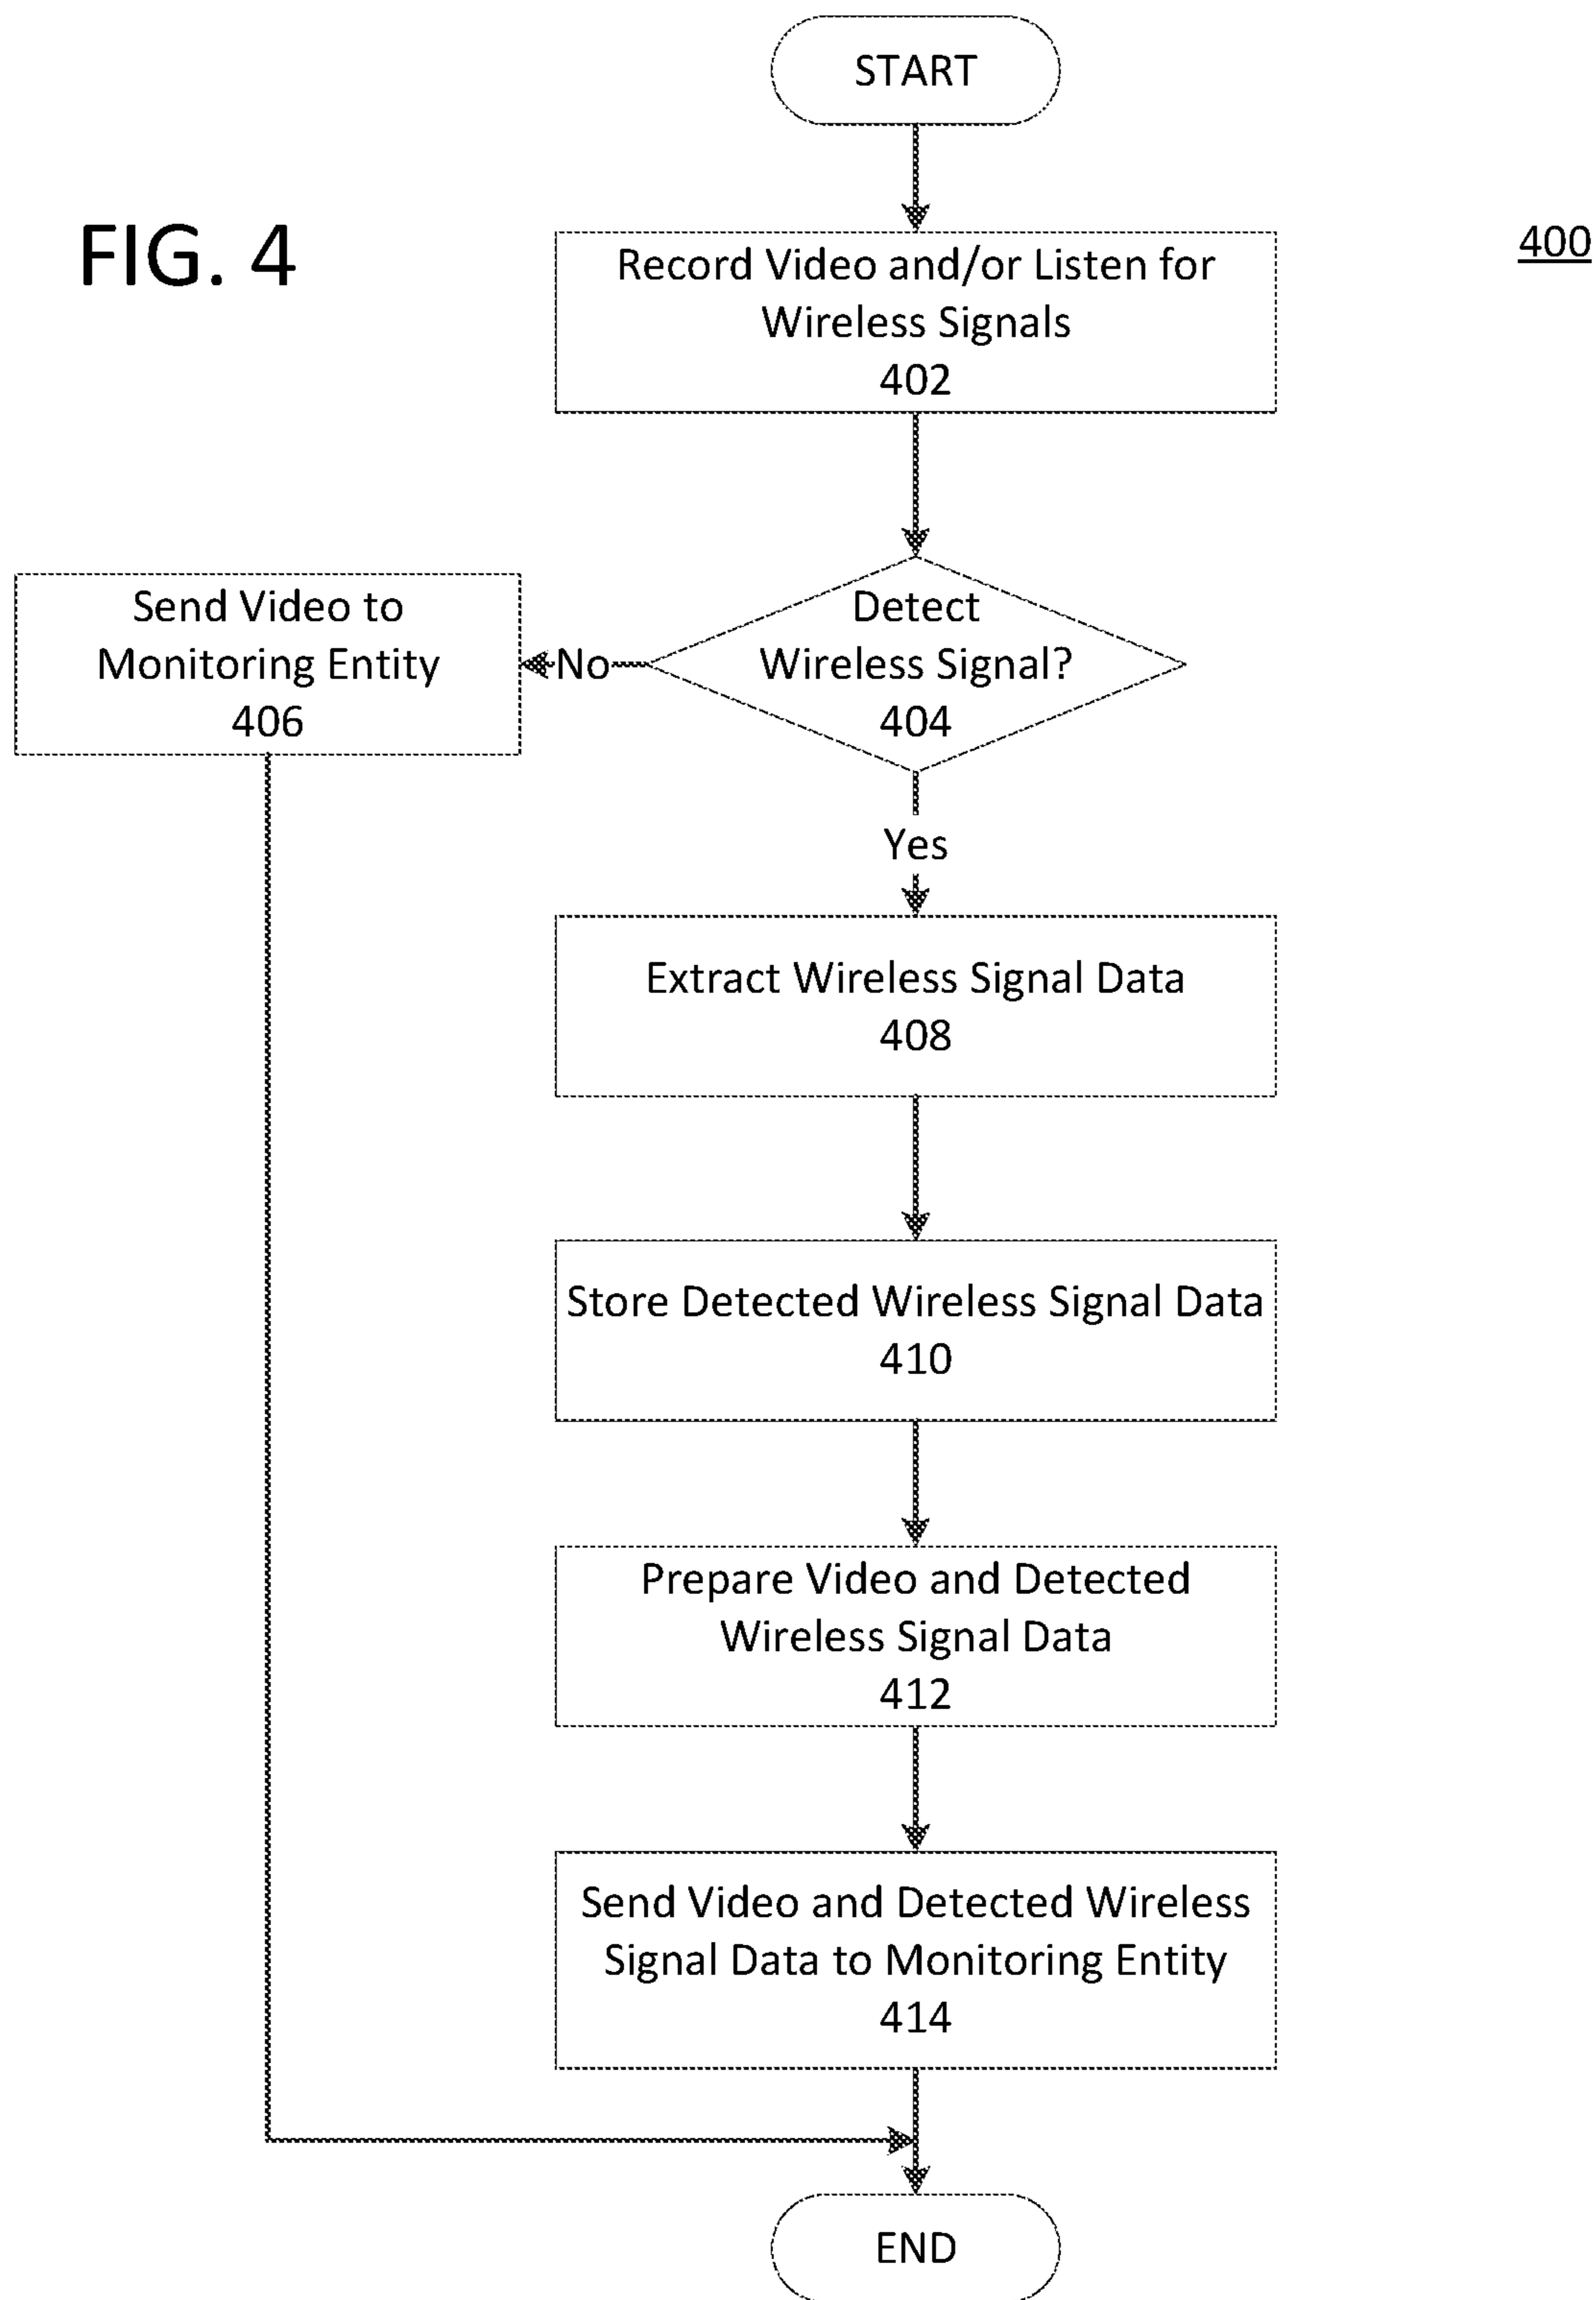 START
FIG. 4
400
Record Video and/or Listen for
Wireless Signals
402
Detect
Wireless Signal?
404
No
Send Video to
Monitoring Entity
406
Yes
Extract Wireless Signal Data
408
Store Detected Wireless Signal Data
410
Prepare Video and Detected
Wireless Signal Data
412
Send Video and Detected Wireless
Signal Data to Monitoring Entity
414
END